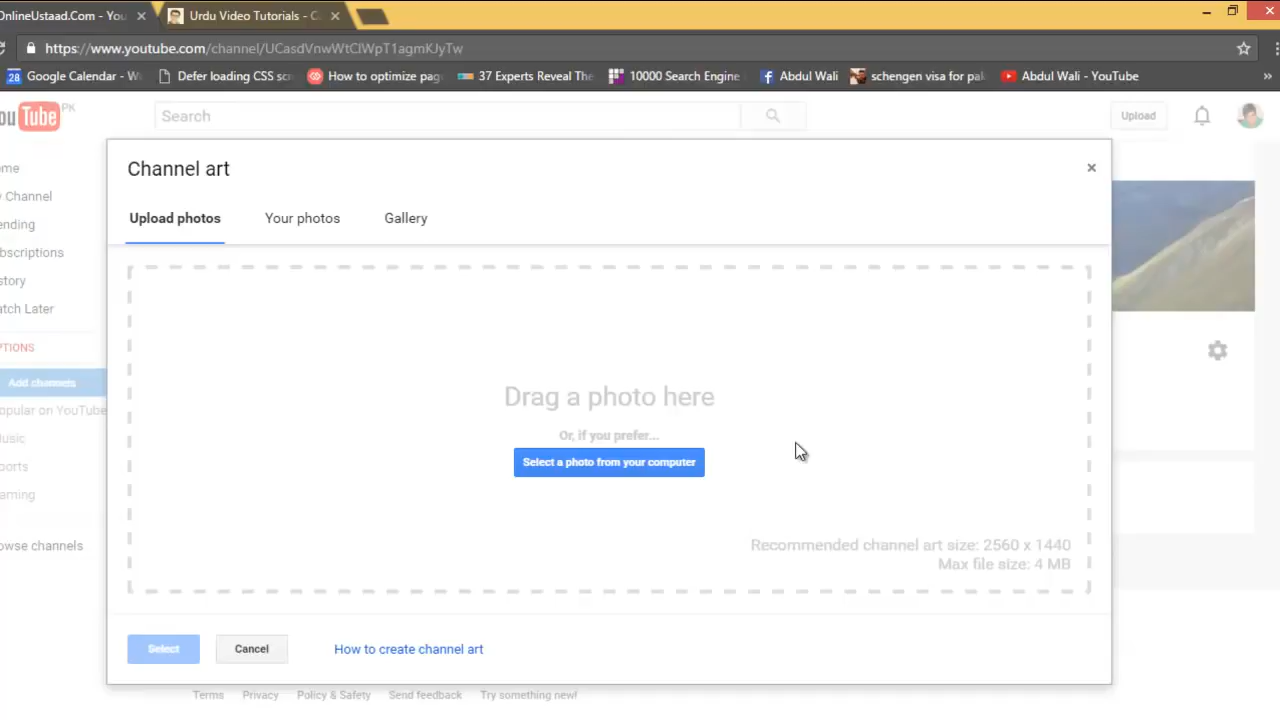 OnlineUstaad.Com - You
Urdu Video Tutorials - C
https://www.youtube.com/channel/UCasdVnwWtClWpT1agmKJyTw
28 Google Calendar - W
Defer loading CSS scr
How to optimize pag
37 Experts Reveal The
10000 Search Engine
Abdul Wali
schengen visa for pak
Abdul Wali - YouTube
»
ou Tube PK
Search
Upload
ome
y Channel
ending
bscriptions
story
atch Later
PTIONS
Add channels
opular on YouTube
usic
orts
aming
owse channels
Channel art
Upload photos
Your photos
Gallery
Drag a photo here
Or, if you prefer...
Select a photo from your computer
Recommended channel art size: 2560 x 1440
Max file size: 4 MB
Select
Cancel
How to create channel art
Terms
Privacy
Policy & Safety
Send feedback
Try something new!